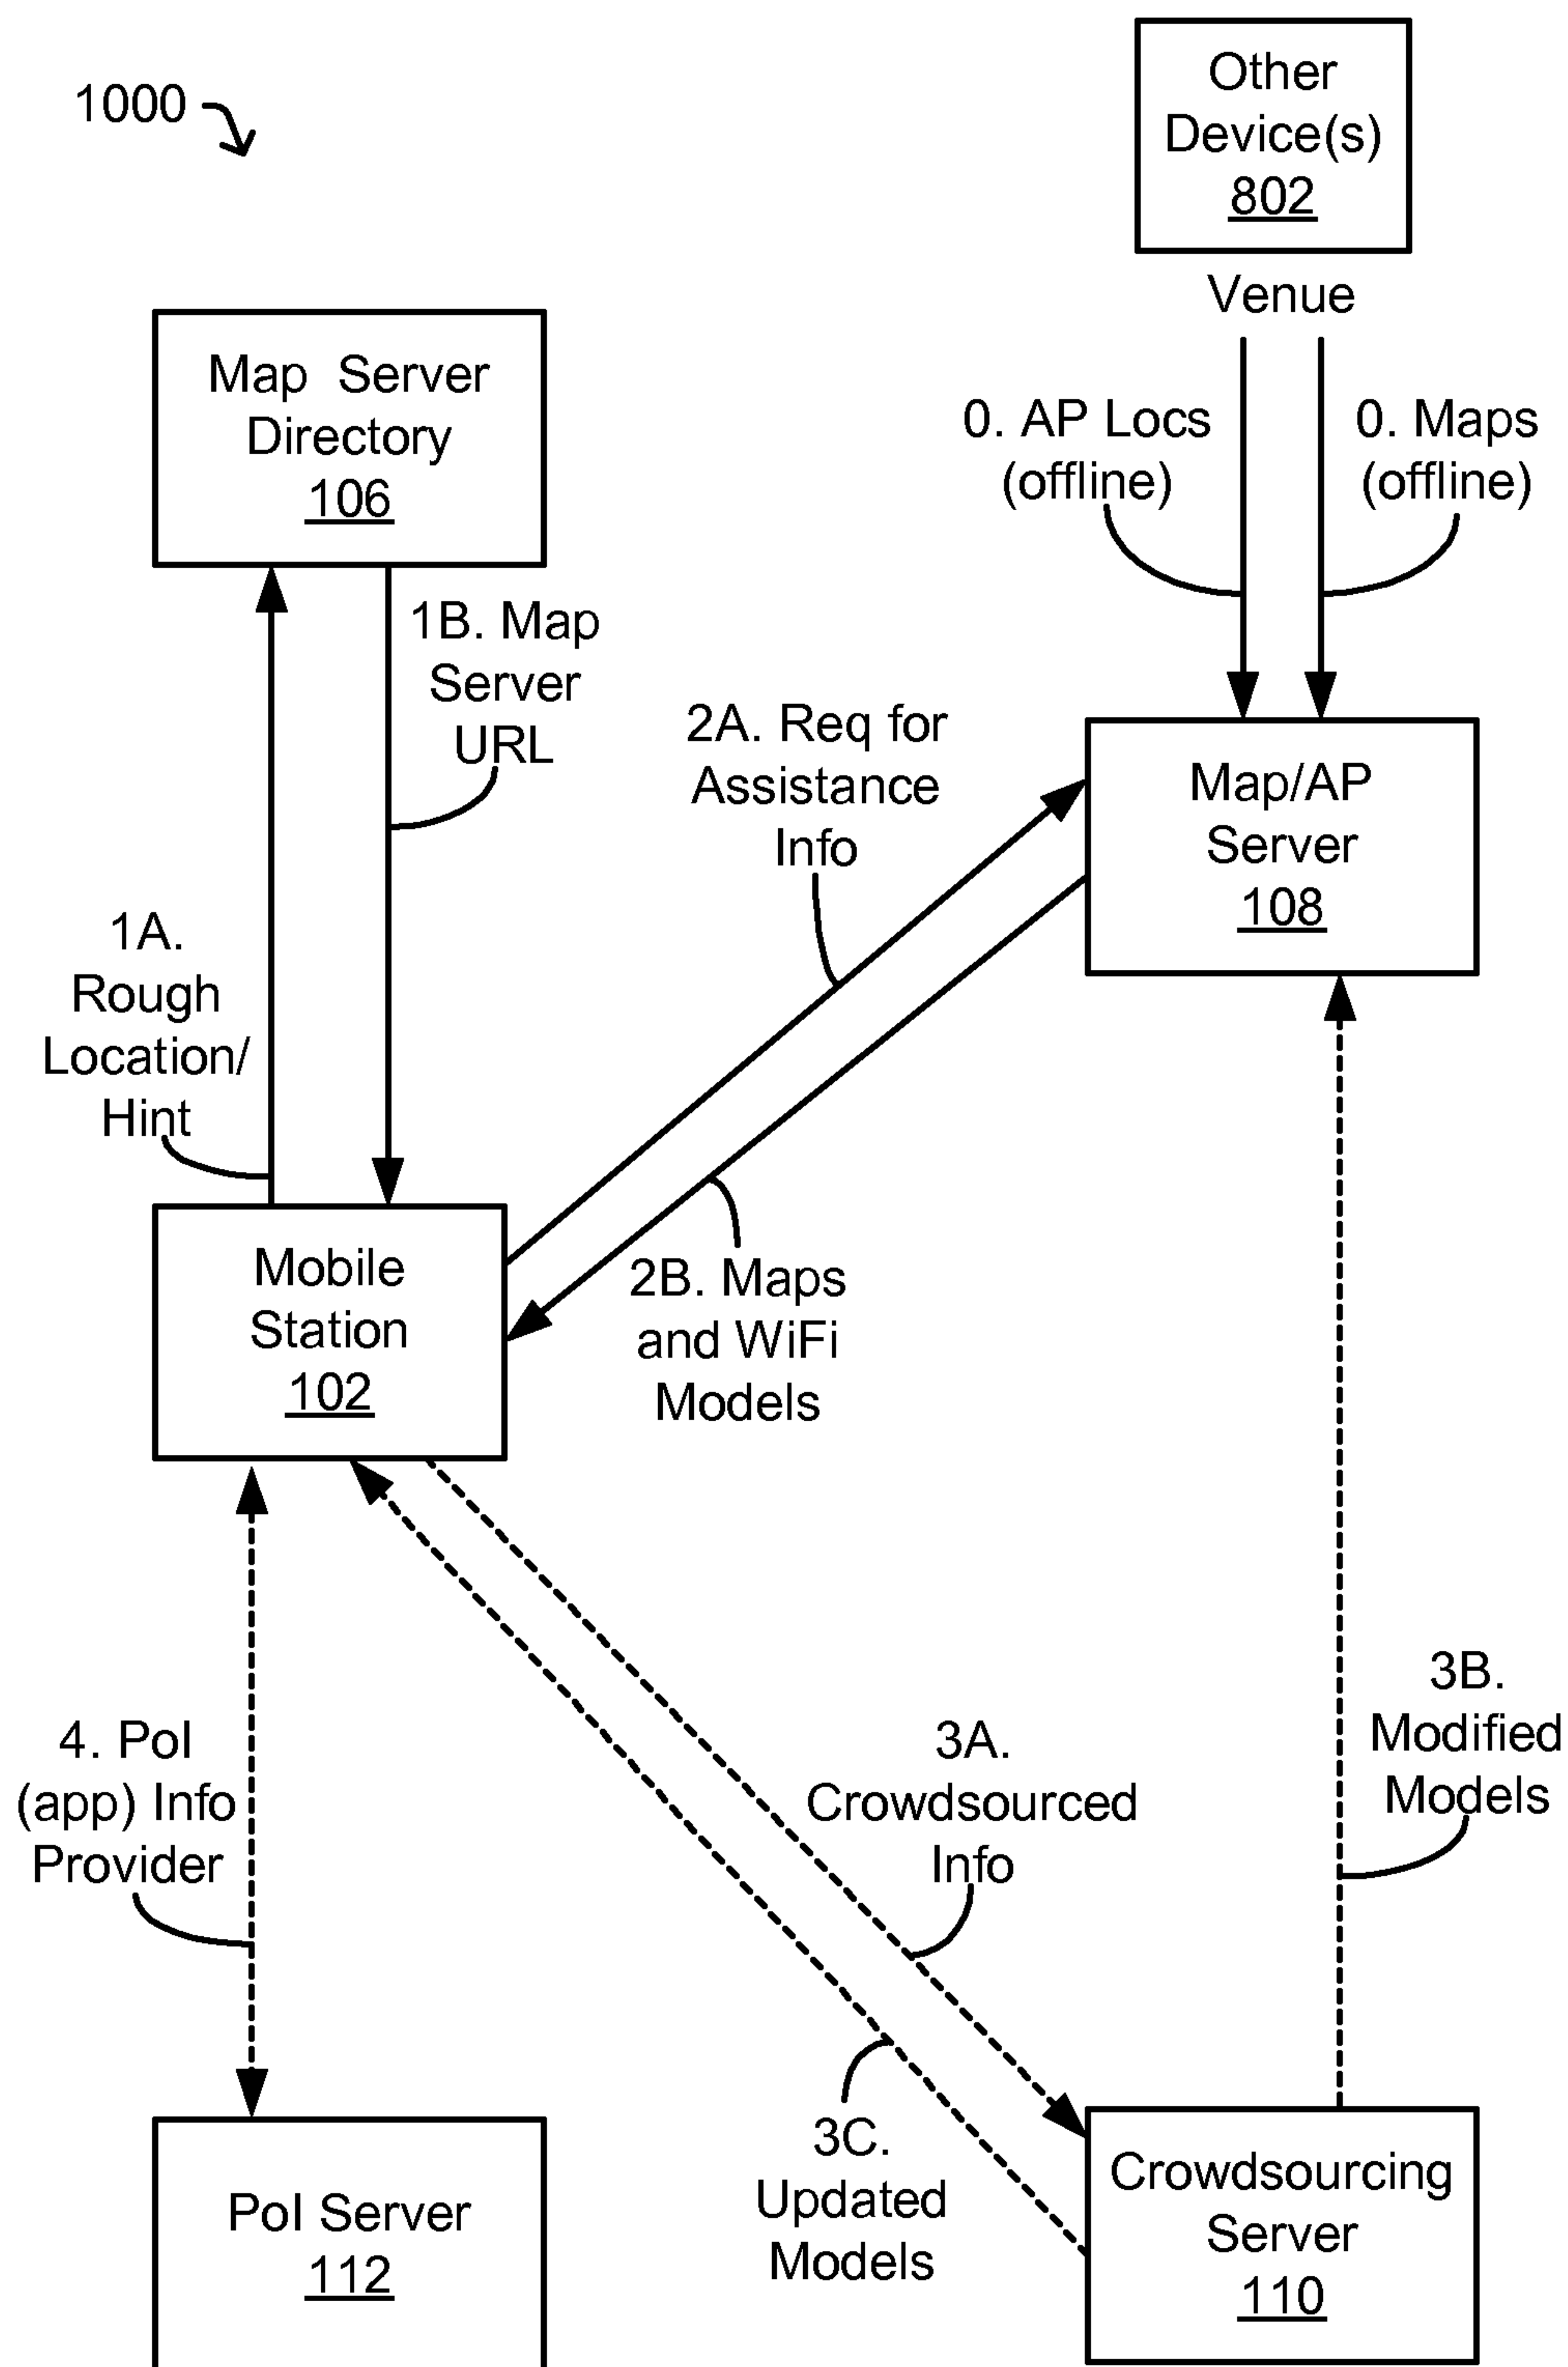 1000
Other
Device(s)
802
Venue
Map Server
Directory
106
0. AP Locs
(offline)
0. Maps
(offline)
1B. Map
Server
URL
2A. Req for
Assistance
Info
Map/AP
Server
108
1A.
Rough
Location/
Hint
Mobile
Station
102
2B. Maps
and WiFi
Models
4. PoI
(app) Info
Provider
3A.
Crowdsourced
Info
3B.
Modified
Models
3C.
Updated
Models
PoI Server
112
Crowdsourcing
Server
110